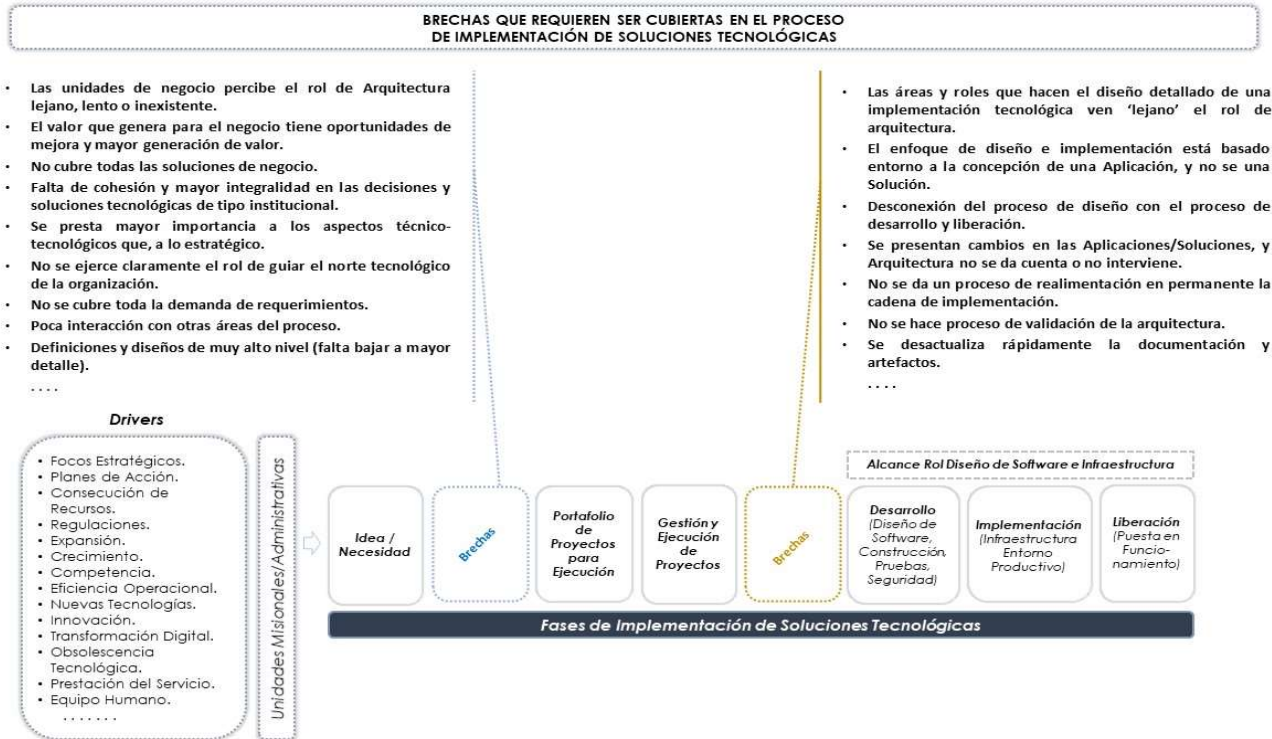 BRECHAS QUE REQUIEREN SER CUBIERTAS EN EL PROCESO
DE IMPLEMENTACIÓN DE SOLUCIONES TECNOLÓGICAS
• Las unidades de negocio percibe el rol de Arquitectura
lejano, lento o inexistente.
• El valor que genera para el negocio tiene oportunidades de
mejora y mayor generación de valor.
• No cubre todas las soluciones de negocio.
• Falta de cohesión y mayor integralidad en las decisiones y
soluciones tecnológicas de tipo institucional.
• Se presta mayor importancia a los aspectos técnico-
tecnológicos que, a lo estratégico.
• No se ejerce claramente el rol de guiar el norte tecnológico
de la organización.
• No se cubre toda la demanda de requerimientos.
• Poca interacción con otras áreas del proceso.
• Definiciones y diseños de muy alto nivel (falta bajar a mayor
detalle).
. . . .
• Las áreas y roles que hacen el diseño detallado de una
implementación tecnológica ven ‘lejano’ el rol de
arquitectura.
• El enfoque de diseño e implementación está basado
entorno a la concepción de una Aplicación, y no se una
Solución.
• Desconexión del proceso de diseño con el proceso de
desarrollo y liberación.
• Se presentan cambios en las Aplicaciones/Soluciones, y
Arquitectura no se da cuenta o no interviene.
• No se da un proceso de realimentación en permanente la
cadena de implementación.
• No se hace proceso de validación de la arquitectura.
• Se desactualiza rápidamente la documentación y
artefactos.
. . . .
Drivers
• Focos Estratégicos.
• Planes de Acción.
• Consecución de
Recursos.
• Regulaciones.
• Expansión.
• Crecimiento.
• Competencia.
• Eficiencia Operacional.
• Nuevas Tecnologías.
• Innovación.
• Transformación Digital.
• Obsolescencia
Tecnológica.
• Prestación del Servicio.
• Equipo Humano.
. . . . . . .
Unidades Misionales/Administrativas
Idea /
Necesidad
Brechas
Portafolio
de
Proyectos
para
Ejecución
Gestión y
Ejecución
de
Proyectos
Brechas
Alcance Rol Diseño de Software e Infraestructura
Desarrollo
(Diseño de
Software,
Construcción,
Pruebas,
Seguridad)
Implementación
(Infraestructura
Entorno
Productivo)
Liberación
(Puesta en
Funcio-
namiento)
Fases de Implementación de Soluciones Tecnológicas